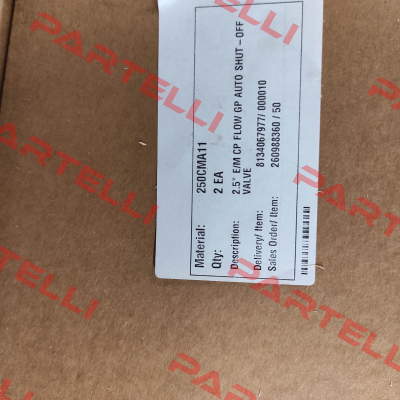 Material: 250CMA11
Qty: 2 EA
Description: 2.5" E/M CP FLOW GP AUTO SHUT-OFF
VALVE
Delivery/ Item: 8134067977/ 000010
Sales Order/ Item: 260988360 / 50
PARTELLI
PARTELLI
PARTELLI
PARTELLI